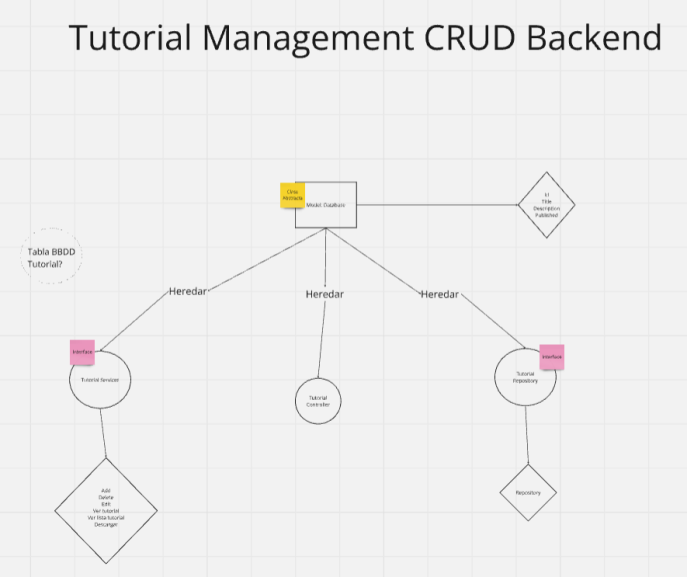 Tutorial Management CRUD Backend
Clase
Abstracta
Model: Database
Id
Title
Description
Published
Tabla BBDD
Tutorial?
Heredar
Heredar
Heredar
Interface
Interface
Tutorial Services
Tutorial
Controller
Tutorial
Repository
Add
Delete
Edit
Ver tutorial
Ver lista tutorial
Descargar
Repository